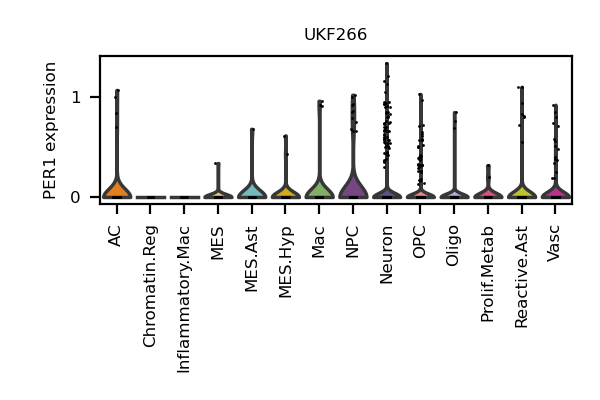 UKF266
PER1 expression
1
0
AC
Chromatin.Reg
Inflammatory.Mac
MES
MES.Ast
MES.Hyp
Mac
NPC
Neuron
OPC
Oligo
Prolif.Metab
Reactive.Ast
Vasc